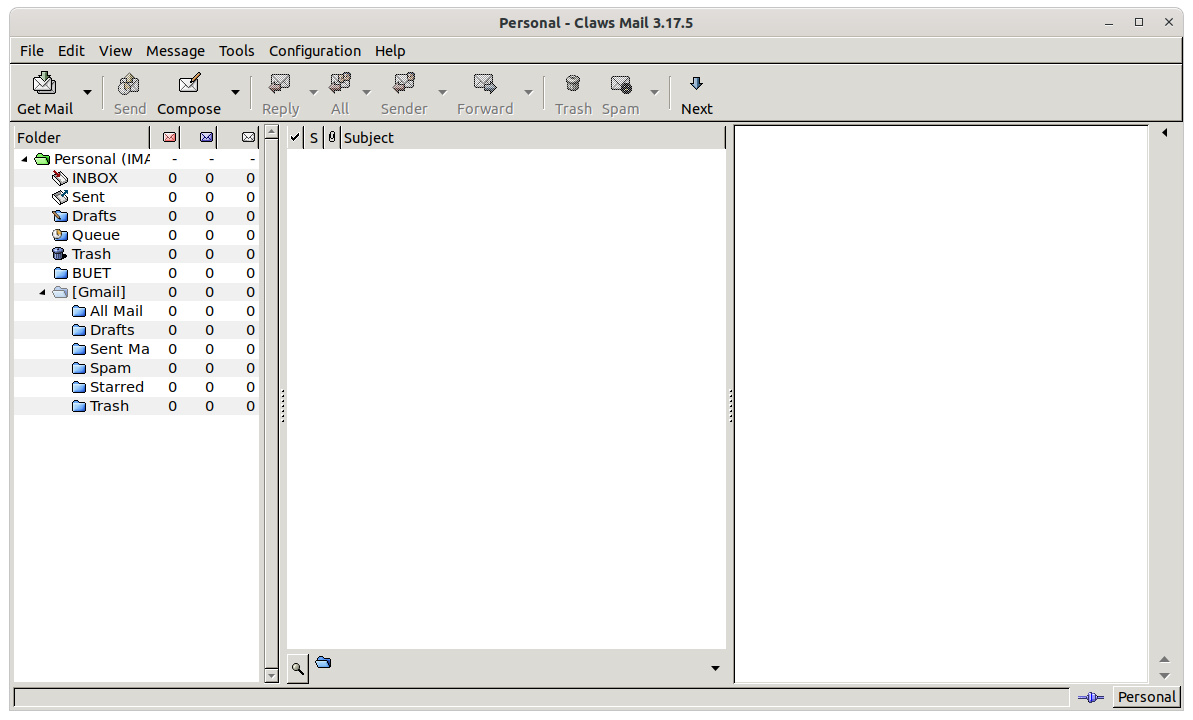 Personal - Claws Mail 3.17.5
File Edit View Message Tools Configuration Help
Get Mail Send Compose Reply All Sender Forward Trash Spam Next
Folder S Subject
Personal (IMA - - -
INBOX 0 0 0
Sent 0 0 0
Drafts 0 0 0
Queue 0 0 0
Trash 0 0 0
BUET 0 0 0
[Gmail] 0 0 0
All Mail 0 0 0
Drafts 0 0 0
Sent Ma 0 0 0
Spam 0 0 0
Starred 0 0 0
Trash 0 0 0
Personal